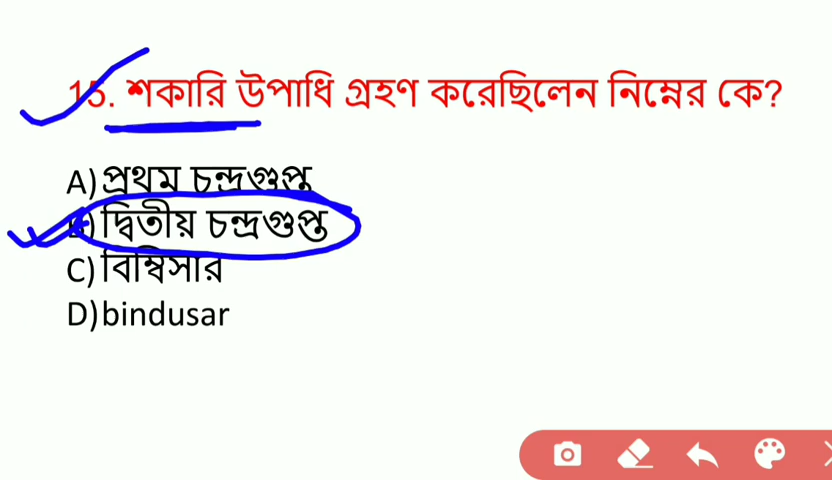 15. শকারি উপাধি গ্রহণ করেছিলেন নিম্নের কে?
A) প্রথম চন্দ্রগুপ্ত
B) দ্বিতীয় চন্দ্রগুপ্ত
C) বিম্বিসার
D) bindusar